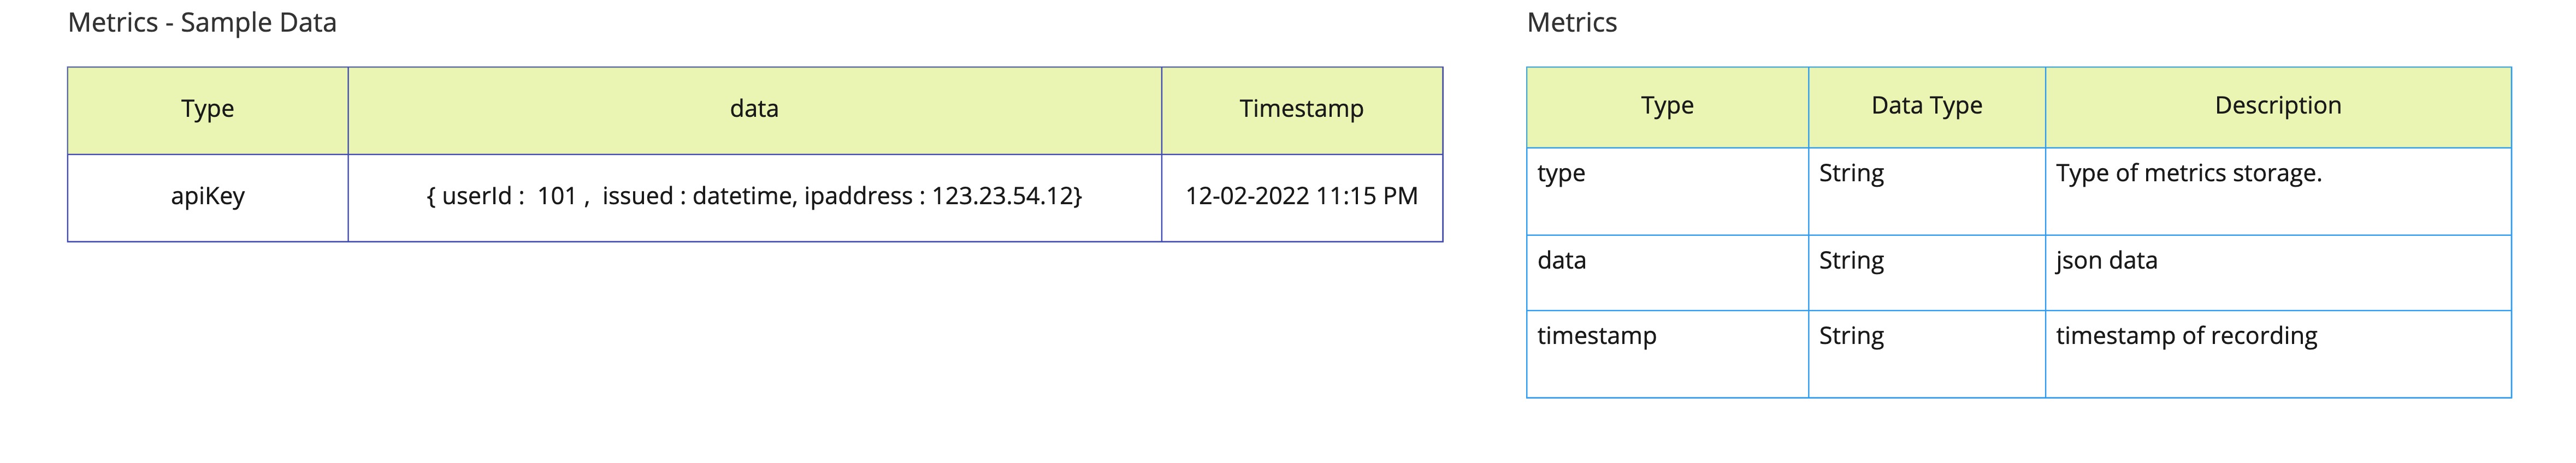 Metrics - Sample Data
Type data Timestamp
apiKey { userId :  101 ,  issued : datetime, ipaddress : 123.23.54.12} 12-02-2022 11:15 PM
Metrics
Type Data Type Description
type String Type of metrics storage.
data String json data
timestamp String timestamp of recording